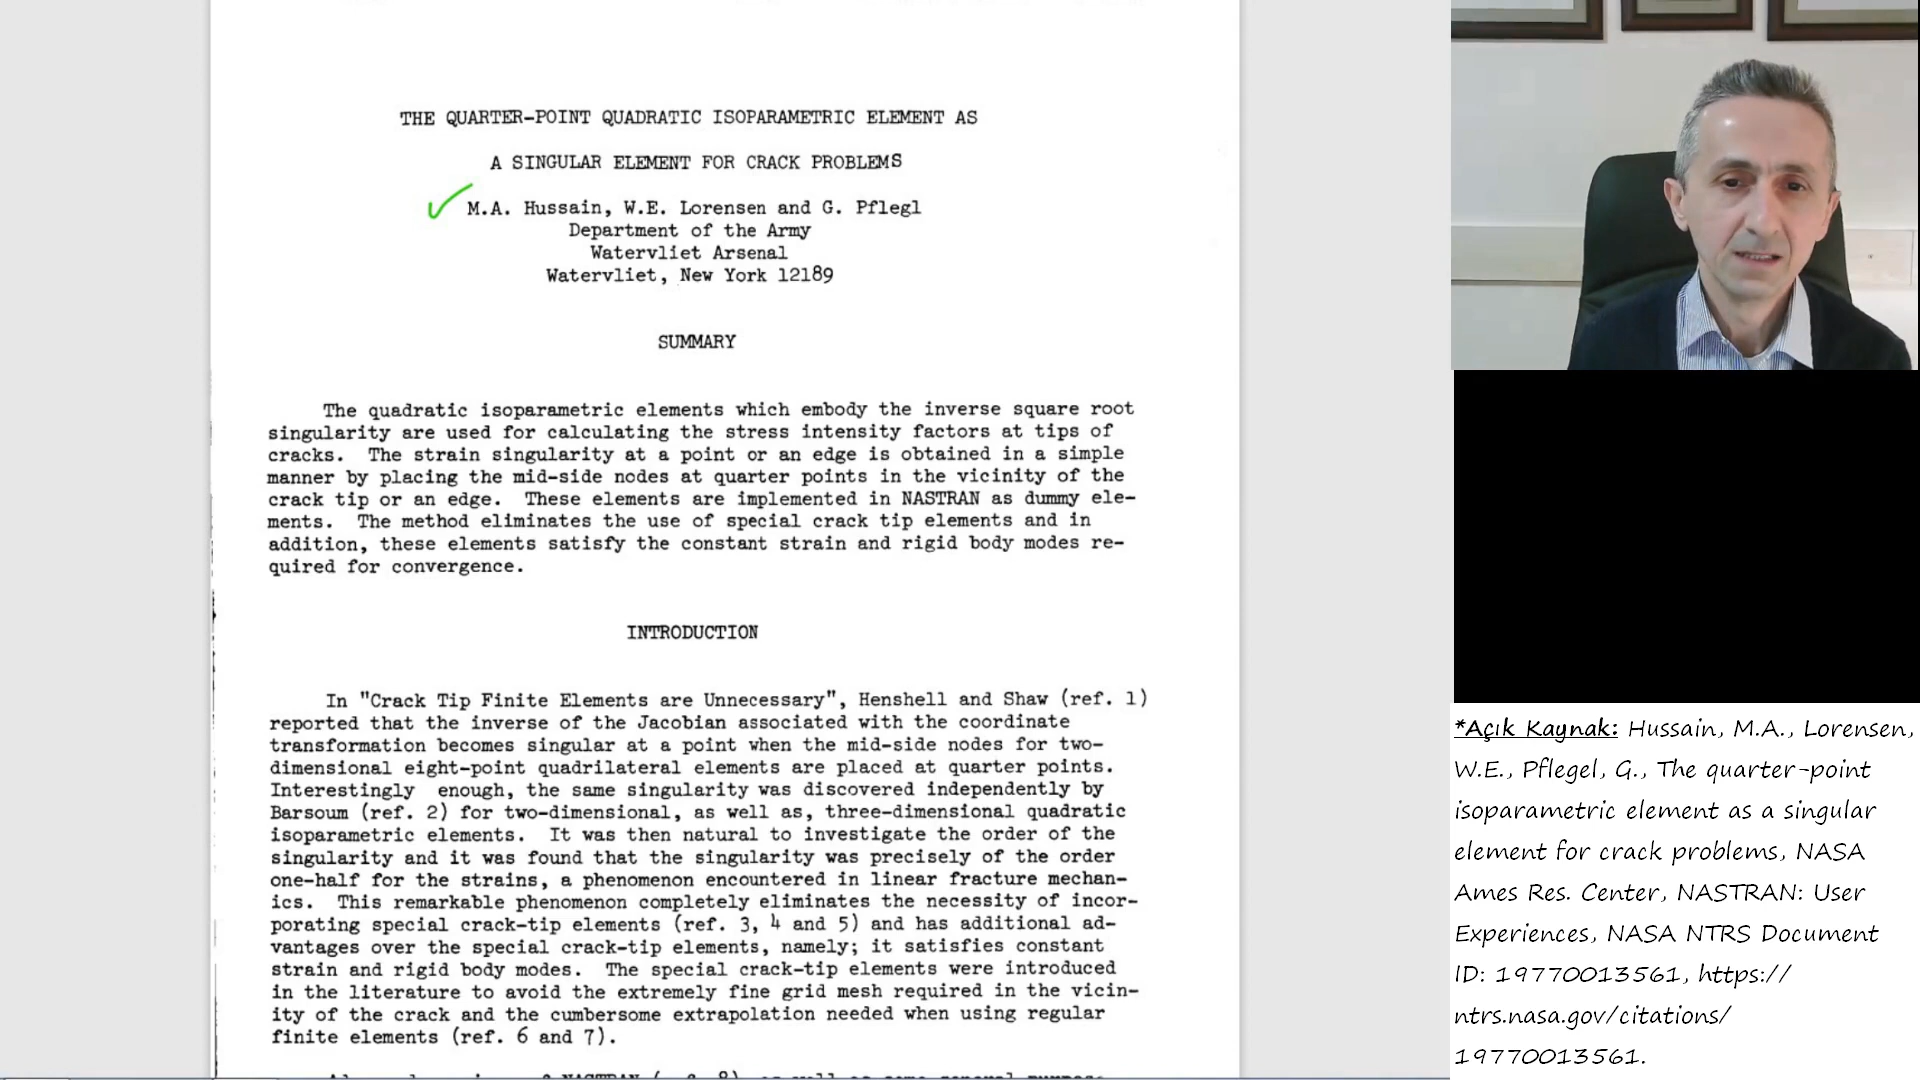 THE QUARTER-POINT QUADRATIC ISOPARAMETRIC ELEMENT AS
A SINGULAR ELEMENT FOR CRACK PROBLEMS
M.A. Hussain, W.E. Lorensen and G. Pflegl
Department of the Army
Watervliet Arsenal
Watervliet, New York 12189
SUMMARY
The quadratic isoparametric elements which embody the inverse square root
singularity are used for calculating the stress intensity factors at tips of
cracks. The strain singularity at a point or an edge is obtained in a simple
manner by placing the mid-side nodes at quarter points in the vicinity of the
crack tip or an edge. These elements are implemented in NASTRAN as dummy ele-
ments. The method eliminates the use of special crack tip elements and in
addition, these elements satisfy the constant strain and rigid body modes re-
quired for convergence.
INTRODUCTION
In "Crack Tip Finite Elements are Unnecessary", Henshell and Shaw (ref. 1)
reported that the inverse of the Jacobian associated with the coordinate
transformation becomes singular at a point when the mid-side nodes for two-
dimensional eight-point quadrilateral elements are placed at quarter points.
Interestingly enough, the same singularity was discovered independently by
Barsoum (ref. 2) for two-dimensional, as well as, three-dimensional quadratic
isoparametric elements. It was then natural to investigate the order of the
singularity and it was found that the singularity was precisely of the order
one-half for the strains, a phenomenon encountered in linear fracture mechan-
ics. This remarkable phenomenon completely eliminates the necessity of incor-
porating special crack-tip elements (ref. 3, 4 and 5) and has additional ad-
vantages over the special crack-tip elements, namely; it satisfies constant
strain and rigid body modes. The special crack-tip elements were introduced
in the literature to avoid the extremely fine grid mesh required in the vicin-
ity of the crack and the cumbersome extrapolation needed when using regular
finite elements (ref. 6 and 7).
*Açık Kaynak: Hussain, M.A., Lorensen,
W.E., Pflegel, G., The quarter-point
isoparametric element as a singular
element for crack problems, NASA
Ames Res. Center, NASTRAN: User
Experiences, NASA NTRS Document
ID: 19770013561, https://
ntrs.nasa.gov/citations/
19770013561.